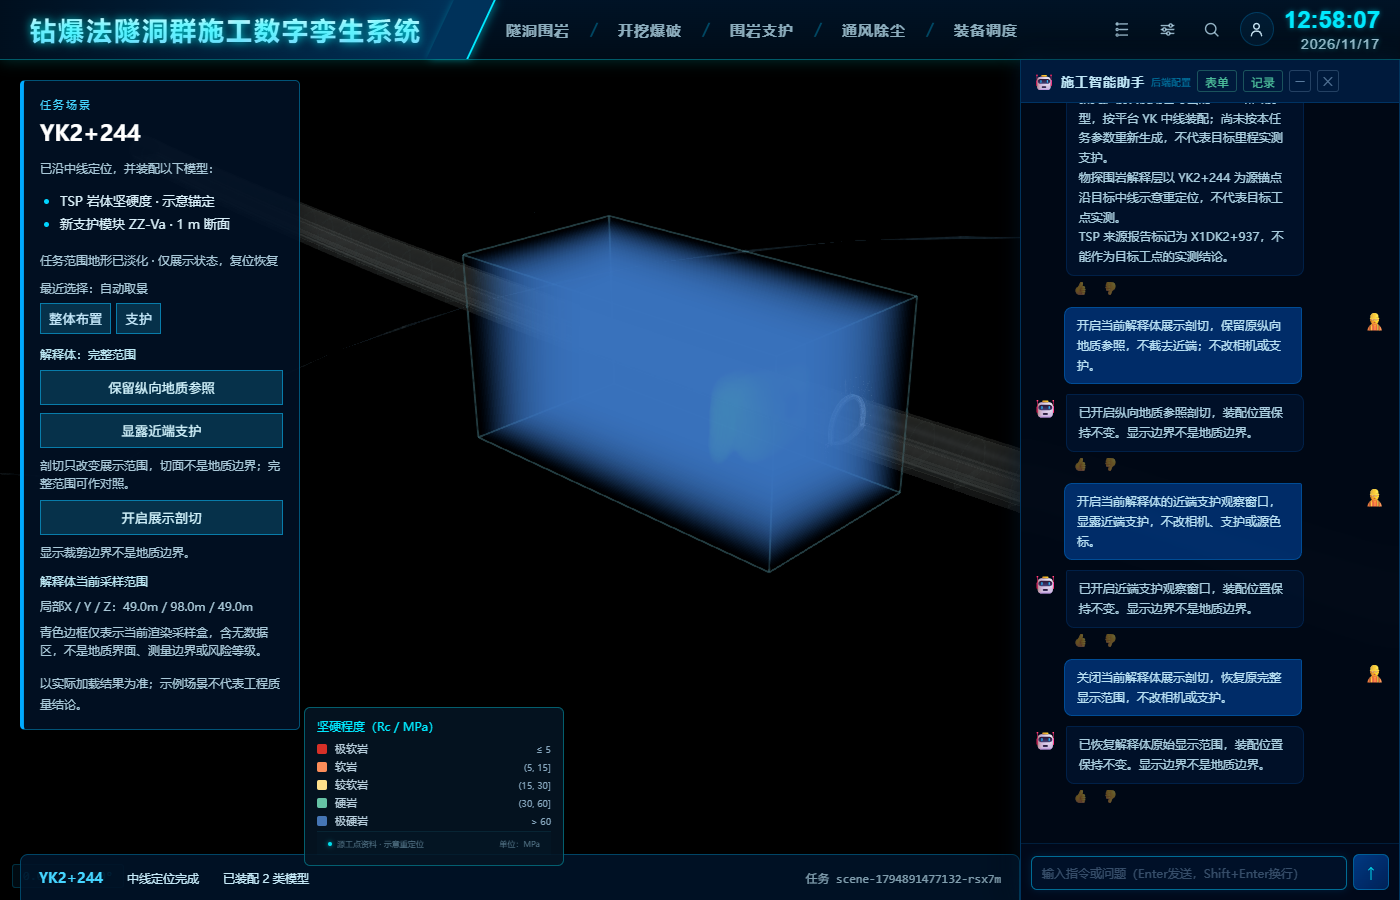 钻爆法隧洞群施工数字孪生系统
隧洞围岩 / 开挖爆破 / 围岩支护 / 通风除尘 / 装备调度
12:58:07
2026/11/17
任务场景
YK2+244
已沿中线定位，并装配以下模型：
TSP 岩体坚硬度 · 示意锚定
新支护模块 ZZ-Va · 1 m 断面
任务范围地形已淡化 · 仅展示状态，复位恢复
最近选择：自动取景
整体布置 支护
解释体：完整范围
保留纵向地质参照
显露近端支护
剖切只改变展示范围，切面不是地质边界；完
整范围可作对照。
开启展示剖切
显示裁剪边界不是地质边界。
解释体当前采样范围
局部X / Y / Z：49.0m / 98.0m / 49.0m
青色边框仅表示当前渲染采样盒，含无数据
区，不是地质界面、测量边界或风险等级。
以实际加载结果为准；示例场景不代表工程质
量结论。
坚硬程度（Rc / MPa）
极软岩 ≤ 5
软岩 (5, 15]
较软岩 (15, 30]
硬岩 (30, 60]
极硬岩 > 60
源工点资料 · 示意重定位 单位：MPa
YK2+244 中线定位完成 已装配 2 类模型
任务 scene-1794891477132-rsx7m
施工智能助手 后端配置 表单 记录
型，按平台 YK 中线装配；尚未按本任
务参数重新生成，不代表目标里程实测
支护。
物探围岩解释层以 YK2+244 为源锚点
沿目标中线示意重定位，不代表目标工
点实测。
TSP 来源报告标记为 X1DK2+937，不
能作为目标工点的实测结论。
开启当前解释体展示剖切，保留原纵向
地质参照，不截去近端；不改相机或支
护。
已开启纵向地质参照剖切，装配位置保
持不变。显示边界不是地质边界。
开启当前解释体的近端支护观察窗口，
显露近端支护，不改相机、支护或源色
标。
已开启近端支护观察窗口，装配位置保
持不变。显示边界不是地质边界。
关闭当前解释体展示剖切，恢复原完整
显示范围，不改相机或支护。
已恢复解释体原始显示范围，装配位置
保持不变。显示边界不是地质边界。
输入指令或问题（Enter发送，Shift+Enter换行）